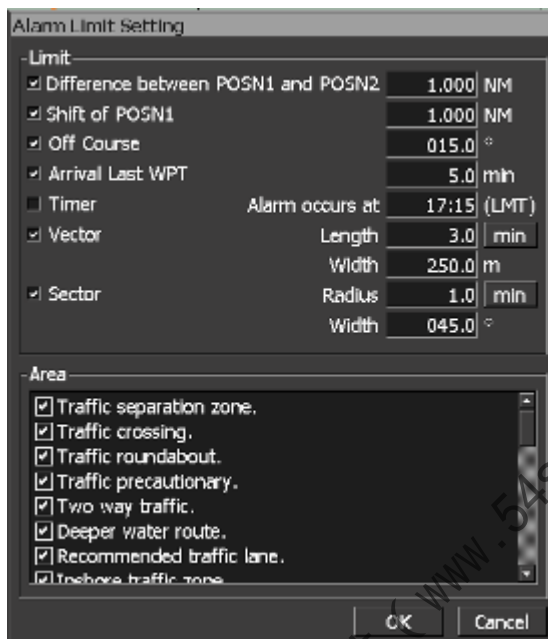 Alarm Limit Setting
Limit
Difference between POSN1 and POSN2 1.000 NM
Shift of POSN1 1.000 NM
Off Course 015.0 °
Arrival Last WPT 5.0 min
Timer Alarm occurs at 17:15 (LMT)
Vector Length 3.0 min
Width 250.0 m
Sector Radius 1.0 min
Width 045.0 °
Area
Traffic separation zone.
Traffic crossing.
Traffic roundabout.
Traffic precautionary.
Two way traffic.
Deeper water route.
Recommended traffic lane.
Inshore traffic zone
OK Cancel